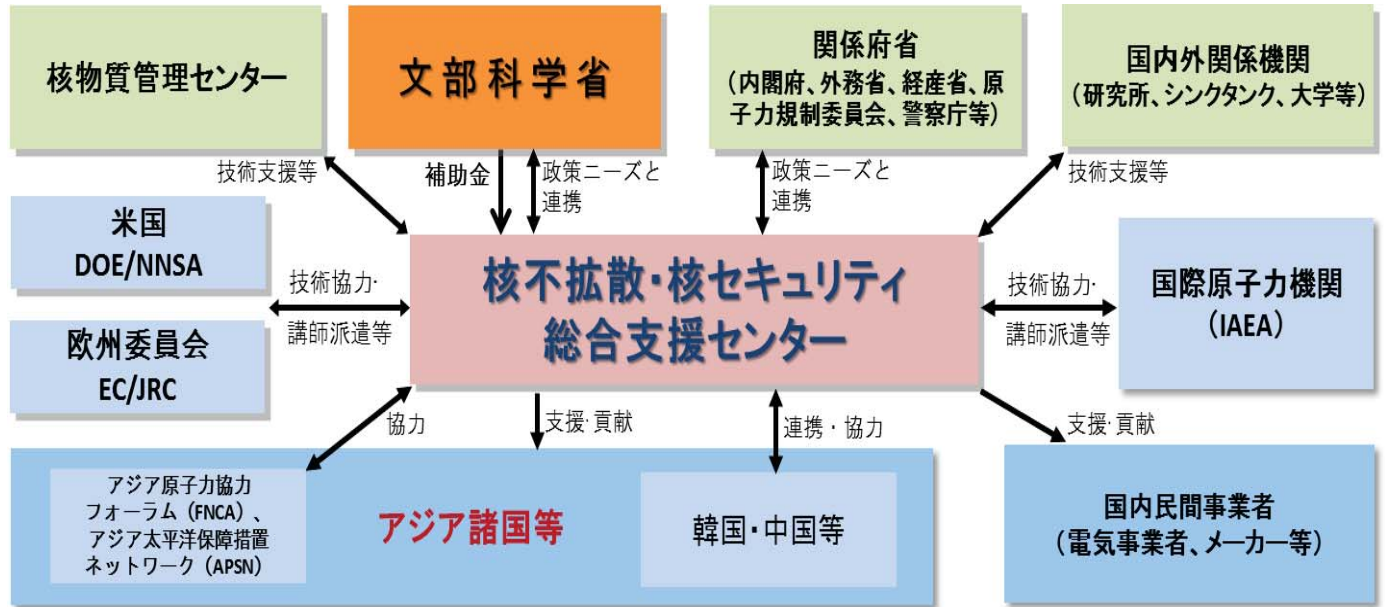 核物質管理センター
文部科学省
関係府省
(内閣府、外務省、経産省、原
子力規制委員会、警察庁等)
国内外関係機関
(研究所、シンクタンク、大学等)
技術支援等
補助金
政策ニーズと
連携
政策ニーズと
連携
技術支援等
米国
DOE/NNSA
欧州委員会
EC/JRC
技術協力･
講師派遣等
核不拡散･核セキュリティ
総合支援センター
技術協力･
講師派遣等
国際原子力機関
(IAEA)
協力
支援･貢献
連携・協力
支援･貢献
アジア原子力協力
フォーラム (FNCA)、
アジア太平洋保障措置
ネットワーク (APSN)
アジア諸国等
韓国・中国等
国内民間事業者
(電気事業者、メーカー等)